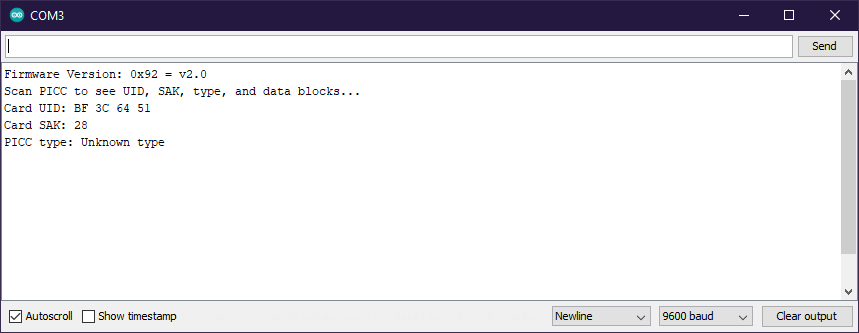 COM3
Send
Firmware Version: 0x92 = v2.0
Scan PICC to see UID, SAK, type, and data blocks...
Card UID: BF 3C 64 51
Card SAK: 28
PICC type: Unknown type
Autoscroll Show timestamp Newline 9600 baud Clear output